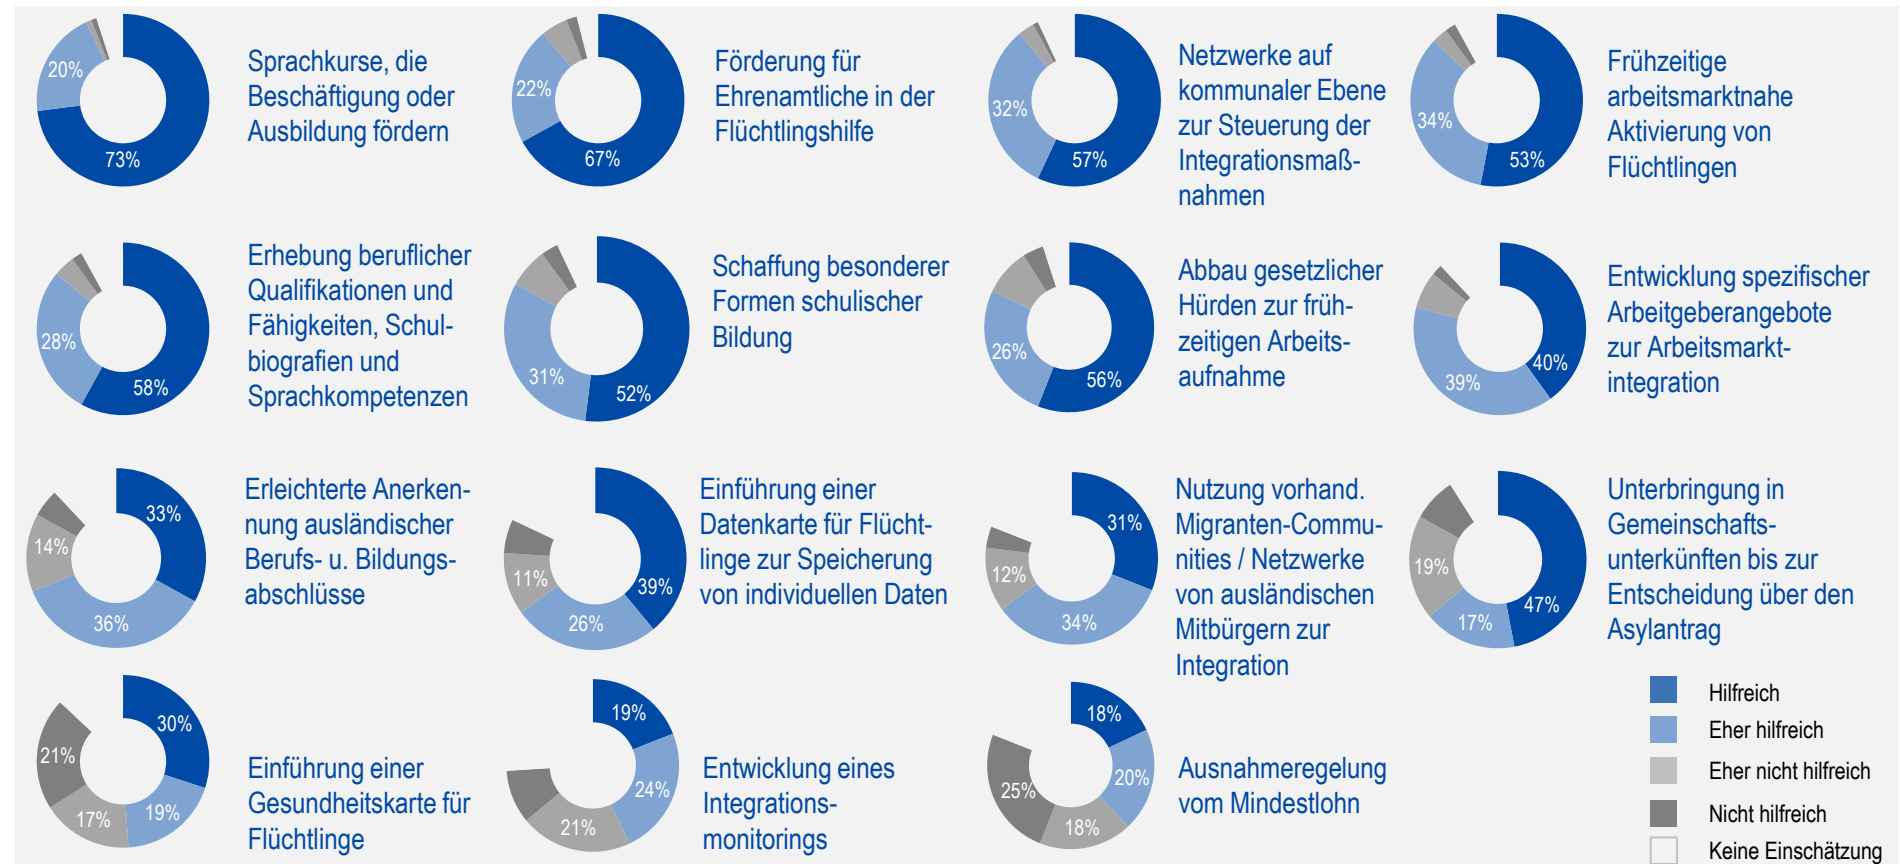 20%
73%
Sprachkurse, die
Beschäftigung oder
Ausbildung fördern
22%
67%
Förderung für
Ehrenamtliche in der
Flüchtlingshilfe
32%
57%
Netzwerke auf
kommunaler Ebene
zur Steuerung der
Integrationsmaß-
nahmen
34%
53%
Frühzeitige
arbeitsmarktnahe
Aktivierung von
Flüchtlingen
28%
58%
Erhebung beruflicher
Qualifikationen und
Fähigkeiten, Schul-
biografien und
Sprachkompetenzen
31%
52%
Schaffung besonderer
Formen schulischer
Bildung
26%
56%
Abbau gesetzlicher
Hürden zur früh-
zeitigen Arbeits-
aufnahme
39%
40%
Entwicklung spezifischer
Arbeitgeberangebote
zur Arbeitsmarkt-
integration
33%
14%
36%
Erleichterte Anerken-
nung ausländischer
Berufs- u. Bildungs-
abschlüsse
11%
39%
26%
Einführung einer
Datenkarte für Flücht-
linge zur Speicherung
von individuellen Daten
31%
12%
34%
Nutzung vorhand.
Migranten-Commu-
nities / Netzwerke
von ausländischen
Mitbürgern zur
Integration
19%
47%
17%
Unterbringung in
Gemeinschafts-
unterkünften bis zur
Entscheidung über den
Asylantrag
30%
21%
17%
19%
Einführung einer
Gesundheitskarte für
Flüchtlinge
19%
24%
21%
Entwicklung eines
Integrations-
monitorings
18%
20%
25%
18%
Ausnahmeregelung
vom Mindestlohn
Hilfreich
Eher hilfreich
Eher nicht hilfreich
Nicht hilfreich
Keine Einschätzung